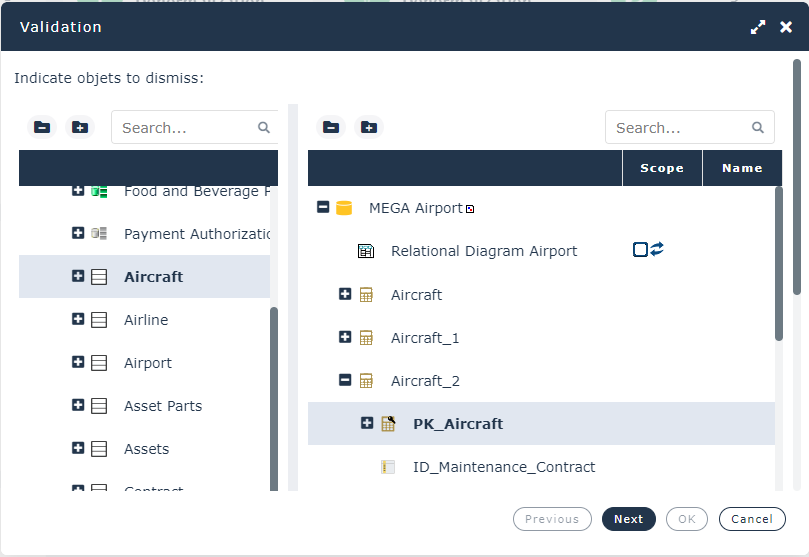 Validation
Indicate objets to dismiss:
Search...
Food and Beverage
Payment Authorizatio
Aircraft
Airline
Airport
Asset Parts
Assets
Contract
Search...
Scope Name
MEGA Airport
Relational Diagram Airport
Aircraft
Aircraft_1
Aircraft_2
PK_Aircraft
ID_Maintenance_Contract
Previous Next OK Cancel